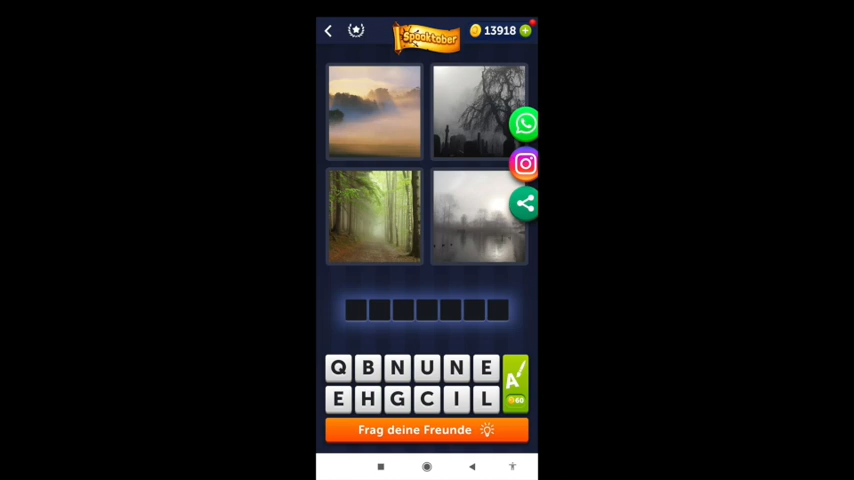 Spooktober
13918
Q B N U N E
E H G C I L
60
Frag deine Freunde